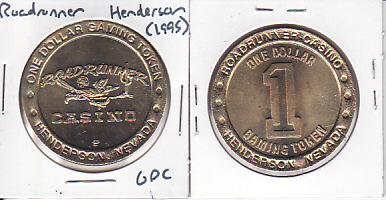 Roadrunner Henderson
(1995)
ONE DOLLAR GAMING TOKEN
ROADRUNNER
CASINO
HENDERSON, NEVADA
GDC
ROADRUNNER CASINO
ONE DOLLAR
1
GAMING TOKEN
HENDERSON, NEVADA